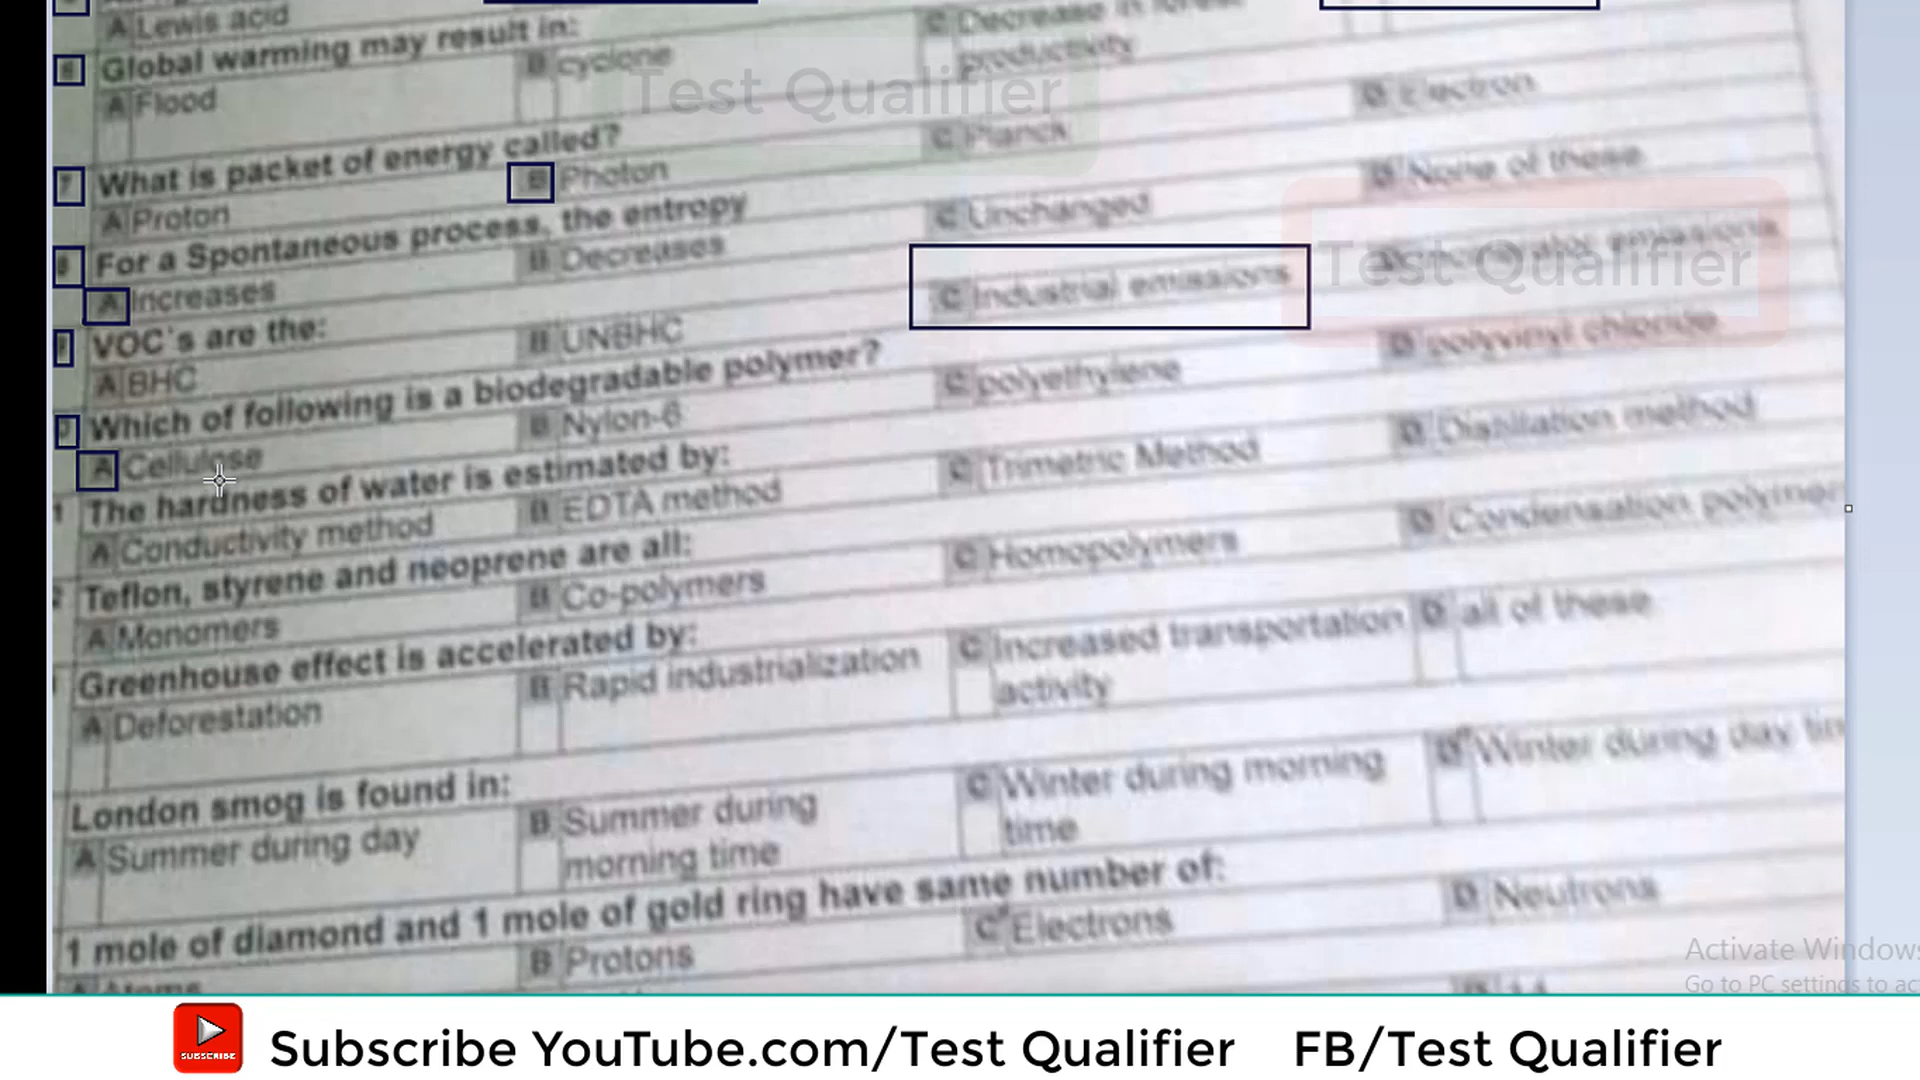 A Lewis acid
6 Global warming may result in:
A Flood B cyclone C Decrease in forest productivity
7 What is packet of energy called?
A Proton B Photon C Planck D Electron
8 For a Spontaneous process, the entropy
A Increases B Decreases C Unchanged D None of these
VOC's are the:
A BHC B UNBHC C Industrial emissions D emissions
Which of following is a biodegradable polymer?
A Cellulose B Nylon-6 C polyethylene D polyvinyl chloride
1 The hardness of water is estimated by:
A Conductivity method B EDTA method C Trimetric Method D Distillation method
2 Teflon, styrene and neoprene are all:
A Monomers B Co-polymers C Homopolymers D Condensation polymer
Greenhouse effect is accelerated by:
A Deforestation B Rapid industrialization C Increased transportation activity D all of these
London smog is found in:
A Summer during day B Summer during morning time C Winter during morning time D Winter during day
1 mole of diamond and 1 mole of gold ring have same number of:
A Atoms B Protons C Electrons D Neutrons
Test Qualifier
Test Qualifier
Activate Windows
Go to PC settings to
SUBSCRIBE
Subscribe YouTube.com/Test Qualifier FB/Test Qualifier